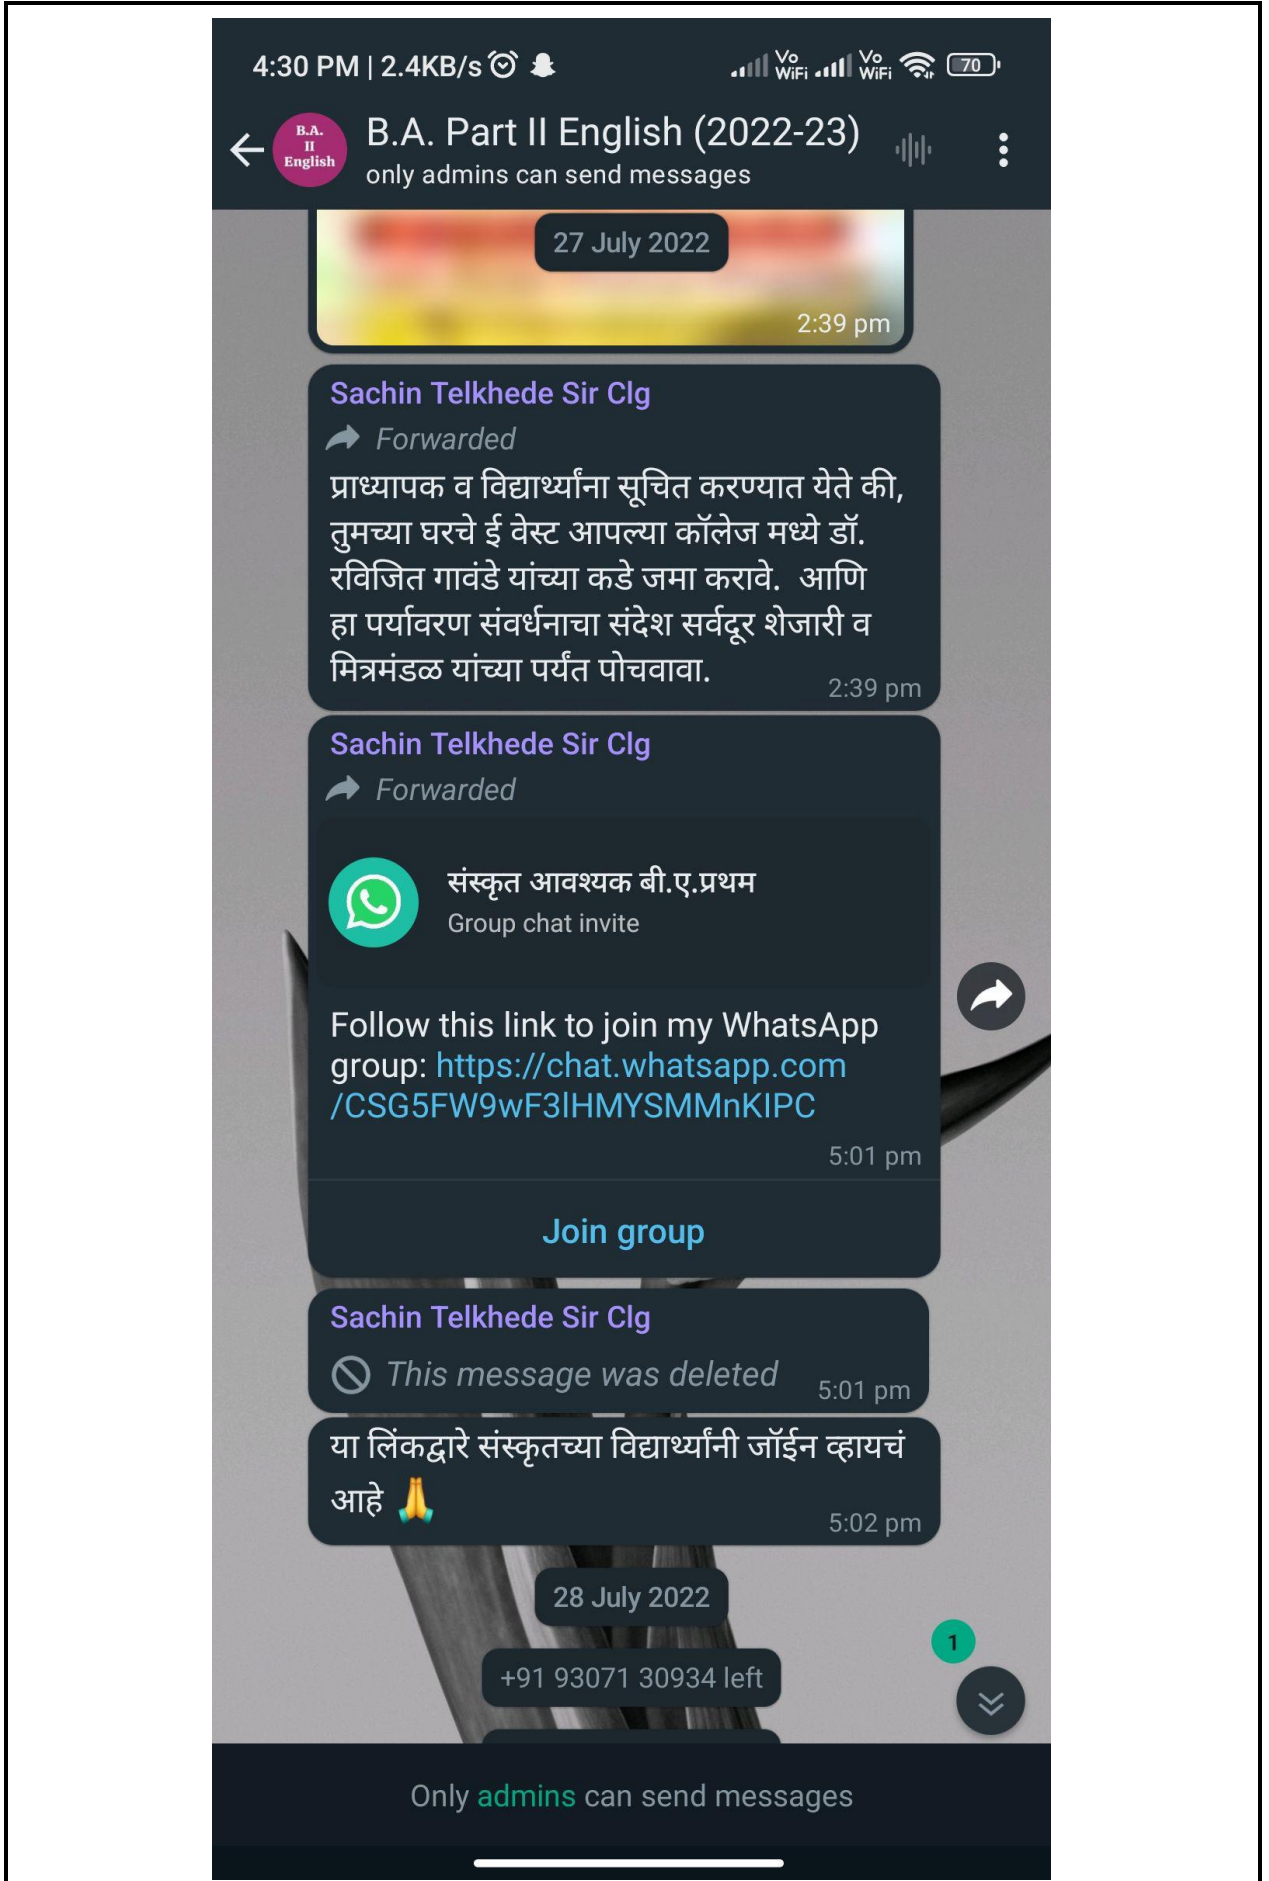 4:30 PM | 2.4KB/s
Vo WiFi Vo WiFi 70
B.A. II English
B.A. Part II English (2022-23)
only admins can send messages
27 July 2022
2:39 pm
Sachin Telkhede Sir Clg
Forwarded
प्राध्यापक व विद्यार्थ्यांना सूचित करण्यात येते की,
तुमच्या घरचे ई वेस्ट आपल्या कॉलेज मध्ये डॉ.
रविजित गावंडे यांच्या कडे जमा करावे.  आणि
हा पर्यावरण संवर्धनाचा संदेश सर्वदूर शेजारी व
मित्रमंडळ यांच्या पर्यंत पोचवावा.
2:39 pm
Sachin Telkhede Sir Clg
Forwarded
संस्कृत आवश्यक बी.ए.प्रथम
Group chat invite
Follow this link to join my WhatsApp
group: https://chat.whatsapp.com
/CSG5FW9wF3lHMYSMMnKIPC
5:01 pm
Join group
Sachin Telkhede Sir Clg
This message was deleted
5:01 pm
या लिंकद्वारे संस्कृतच्या विद्यार्थ्यांनी जॉईन व्हायचं
आहे 🙏
5:02 pm
28 July 2022
1
+91 93071 30934 left
Only admins can send messages